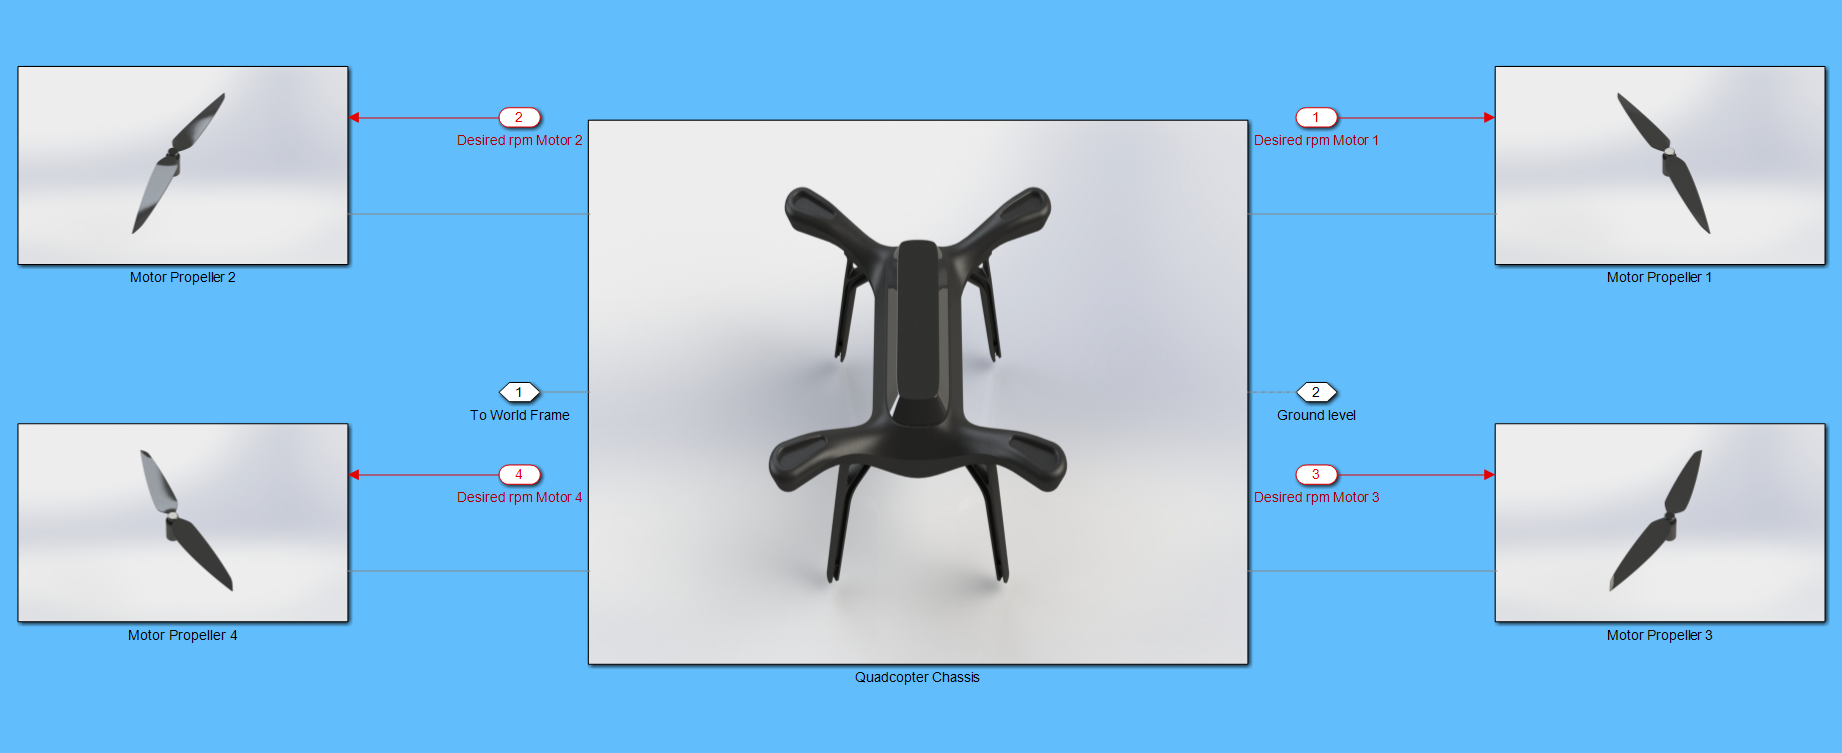 2
Desired rpm Motor 2
1
Desired rpm Motor 1
Motor Propeller 2
Motor Propeller 1
1
To World Frame
2
Ground level
4
Desired rpm Motor 4
3
Desired rpm Motor 3
Motor Propeller 4
Motor Propeller 3
Quadcopter Chassis